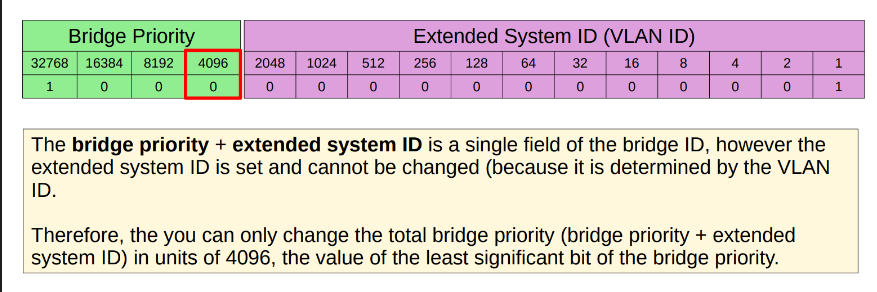 Bridge Priority Extended System ID (VLAN ID)
32768 16384 8192 4096 2048 1024 512 256 128 64 32 16 8 4 2 1
1 0 0 0 0 0 0 0 0 0 0 0 0 0 0 1
The bridge priority + extended system ID is a single field of the bridge ID, however the
extended system ID is set and cannot be changed (because it is determined by the VLAN
ID.
Therefore, the you can only change the total bridge priority (bridge priority + extended
system ID) in units of 4096, the value of the least significant bit of the bridge priority.